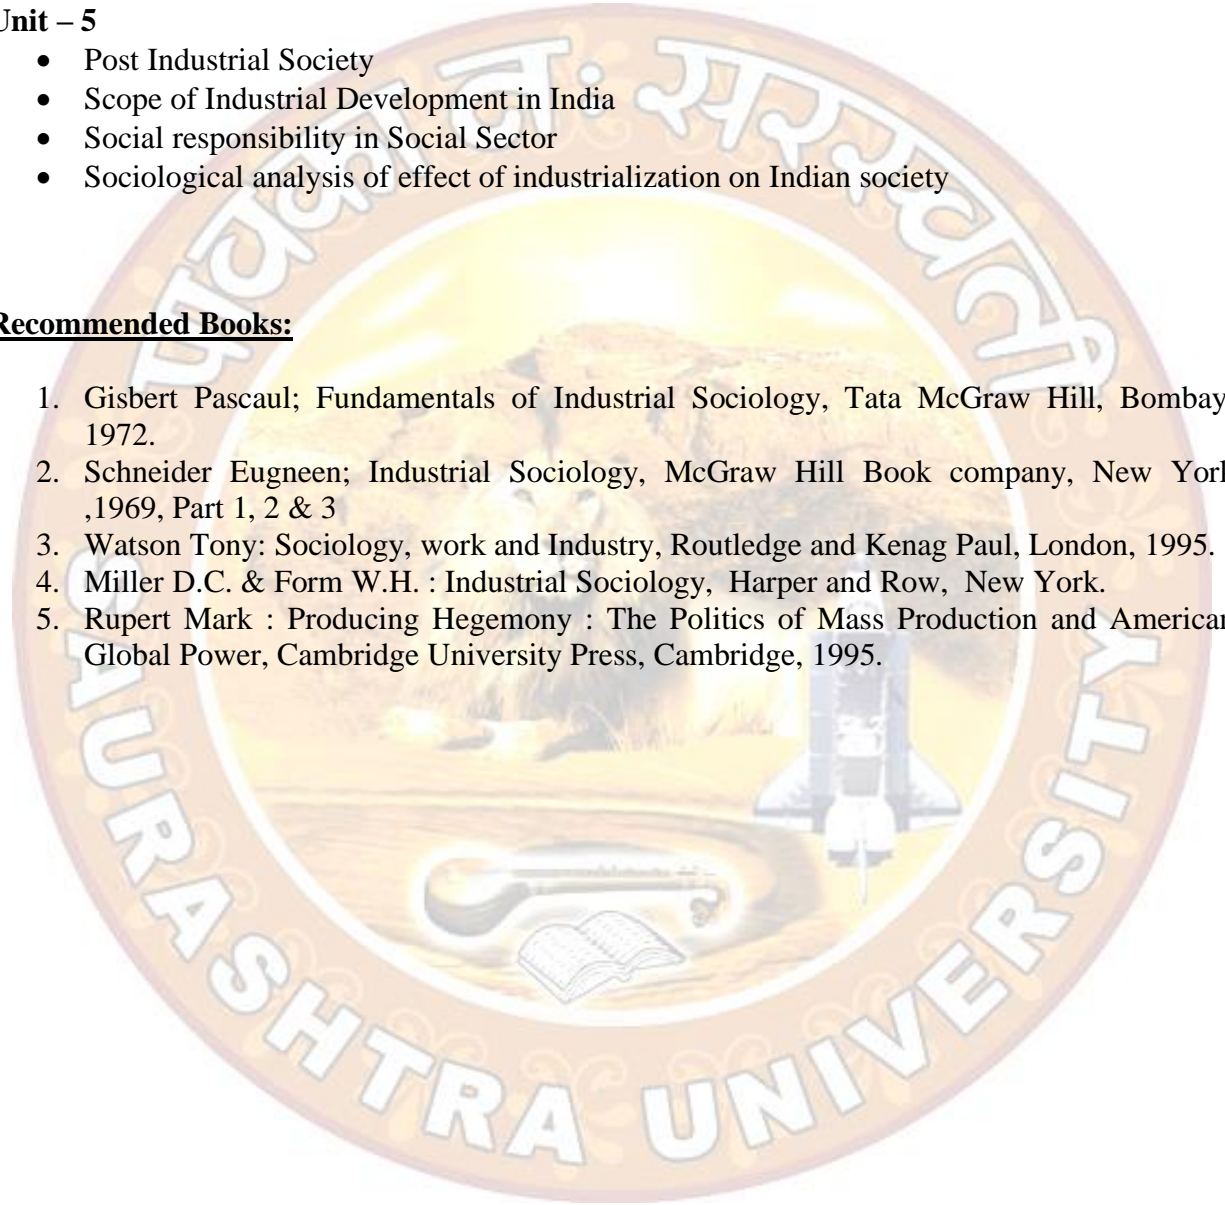 Unit – 5
• Post Industrial Society
• Scope of Industrial Development in India
• Social responsibility in Social Sector
• Sociological analysis of effect of industrialization on Indian society
Recommended Books:
1. Gisbert Pascaul; Fundamentals of Industrial Sociology, Tata McGraw Hill, Bombay
1972.
2. Schneider Eugneen; Industrial Sociology, McGraw Hill Book company, New York
,1969, Part 1, 2 & 3
3. Watson Tony: Sociology, work and Industry, Routledge and Kenag Paul, London, 1995.
4. Miller D.C. & Form W.H. : Industrial Sociology, Harper and Row, New York.
5. Rupert Mark : Producing Hegemony : The Politics of Mass Production and American
Global Power, Cambridge University Press, Cambridge, 1995.
पावका नः सरस्वती
SAURASHTRA UNIVERSITY